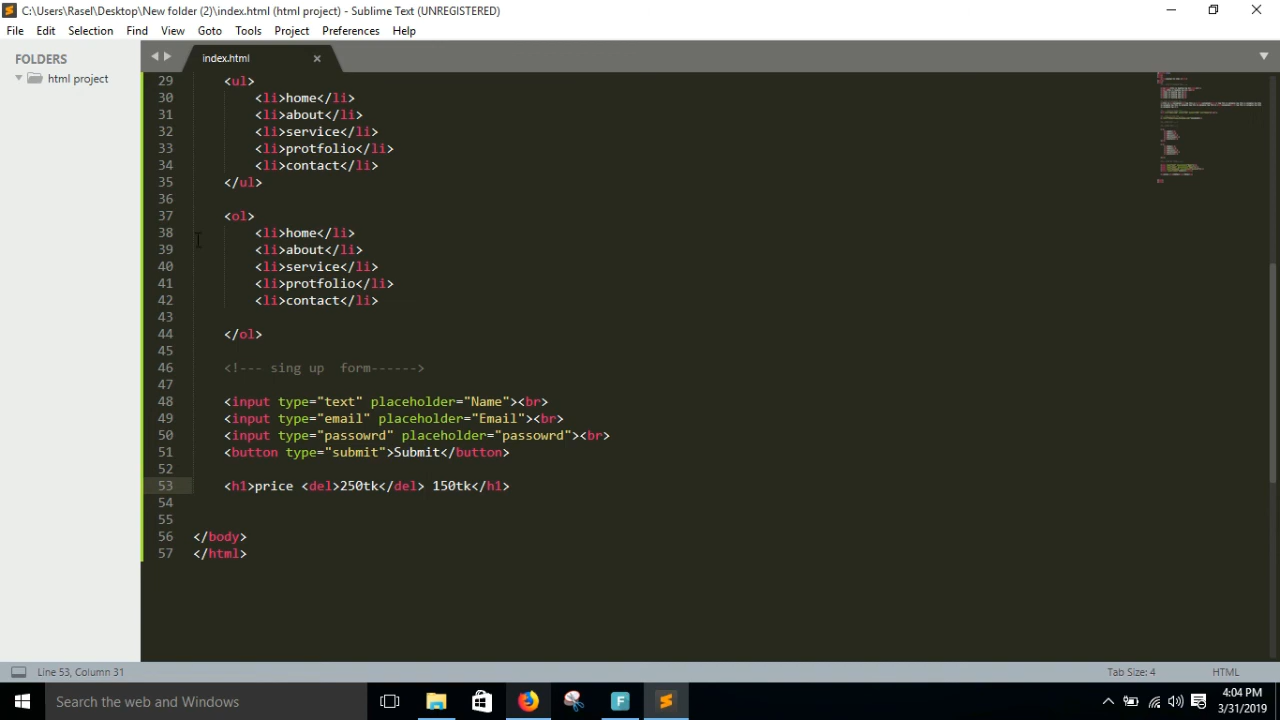 C:\Users\Rasel\Desktop\New folder (2)\index.html (html project) - Sublime Text (UNREGISTERED)
File Edit Selection Find View Goto Tools Project Preferences Help
FOLDERS
html project
index.html
29 <ul>
30 <li>home</li>
31 <li>about</li>
32 <li>service</li>
33 <li>protfolio</li>
34 <li>contact</li>
35 </ul>
36
37 <ol>
38 <li>home</li>
39 <li>about</li>
40 <li>service</li>
41 <li>protfolio</li>
42 <li>contact</li>
43
44 </ol>
45
46 <!--- sing up  form------>
47
48 <input type="text" placeholder="Name"><br>
49 <input type="email" placeholder="Email"><br>
50 <input type="passowrd" placeholder="passowrd"><br>
51 <button type="submit">Submit</button>
52
53 <h1>price <del>250tk</del> 150tk</h1>
54
55
56 </body>
57 </html>
Line 53, Column 31
Tab Size: 4
HTML
Search the web and Windows
4:04 PM
3/31/2019